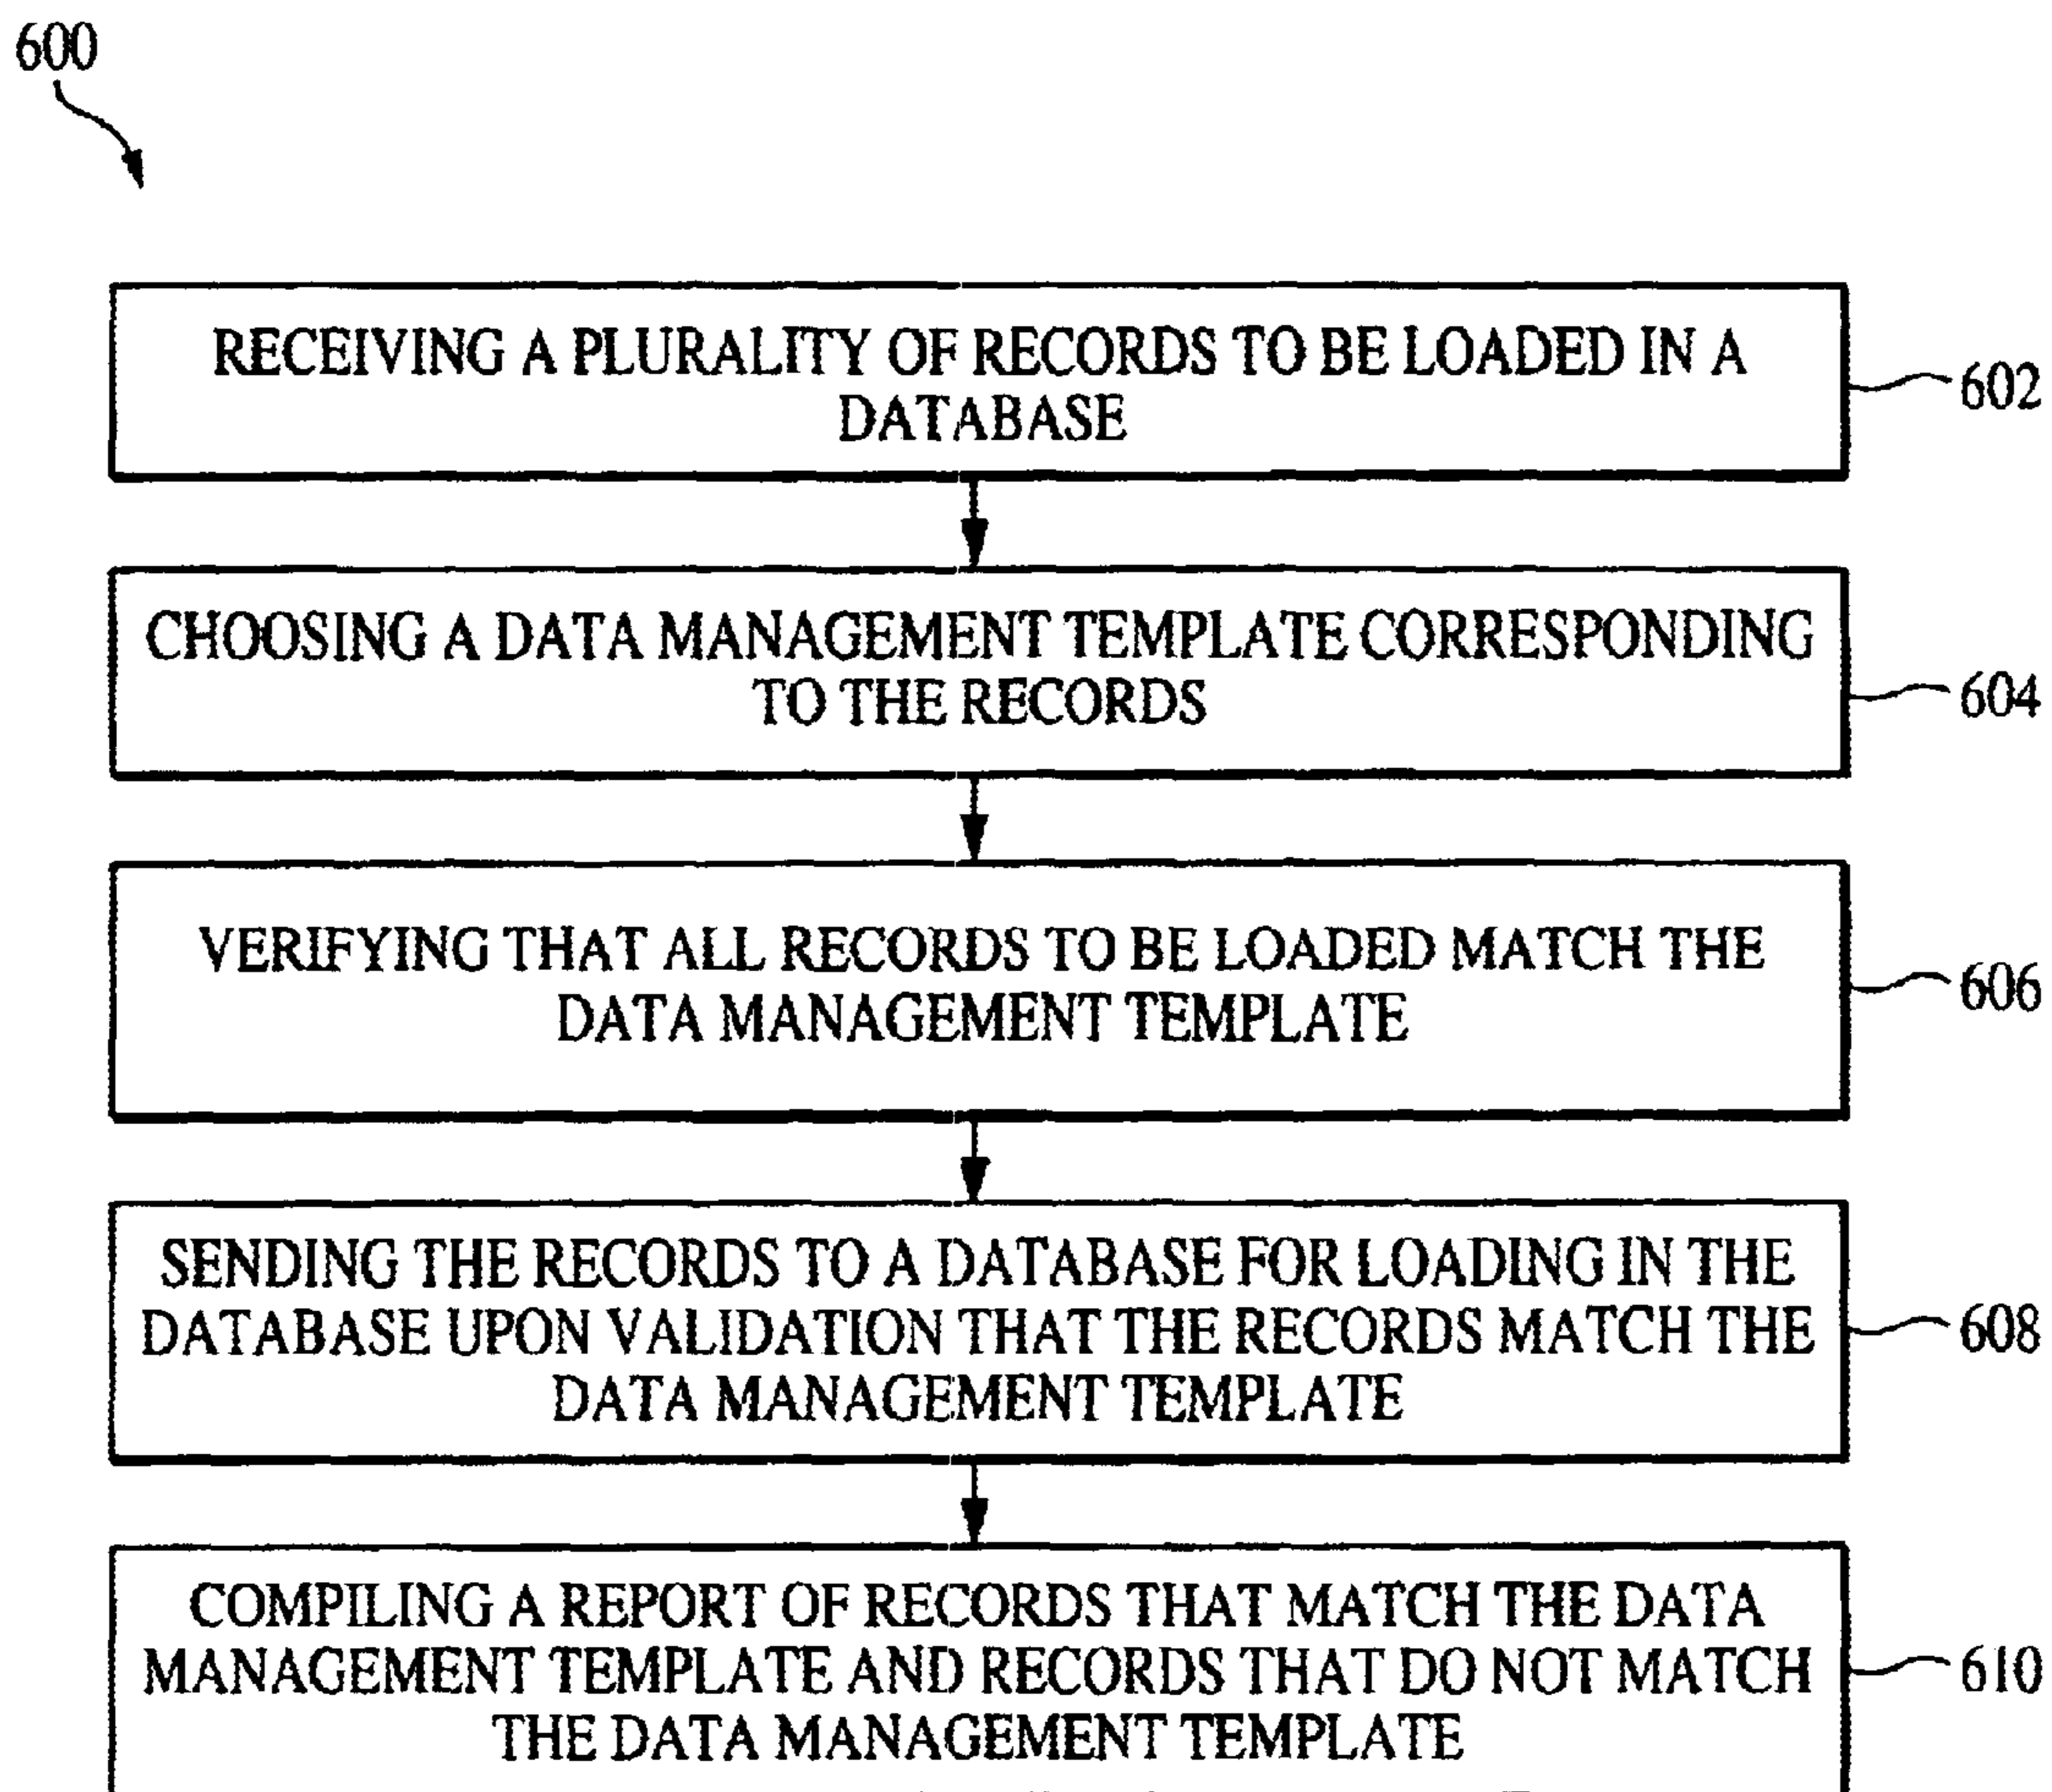 600
RECEIVING A PLURALITY OF RECORDS TO BE LOADED IN A
DATABASE
602
CHOOSING A DATA MANAGEMENT TEMPLATE CORRESPONDING
TO THE RECORDS
604
VERIFYING THAT ALL RECORDS TO BE LOADED MATCH THE
DATA MANAGEMENT TEMPLATE
606
SENDING THE RECORDS TO A DATABASE FOR LOADING IN THE
DATABASE UPON VALIDATION THAT THE RECORDS MATCH THE
DATA MANAGEMENT TEMPLATE
608
COMPILING A REPORT OF RECORDS THAT MATCH THE DATA
MANAGEMENT TEMPLATE AND RECORDS THAT DO NOT MATCH
THE DATA MANAGEMENT TEMPLATE
610